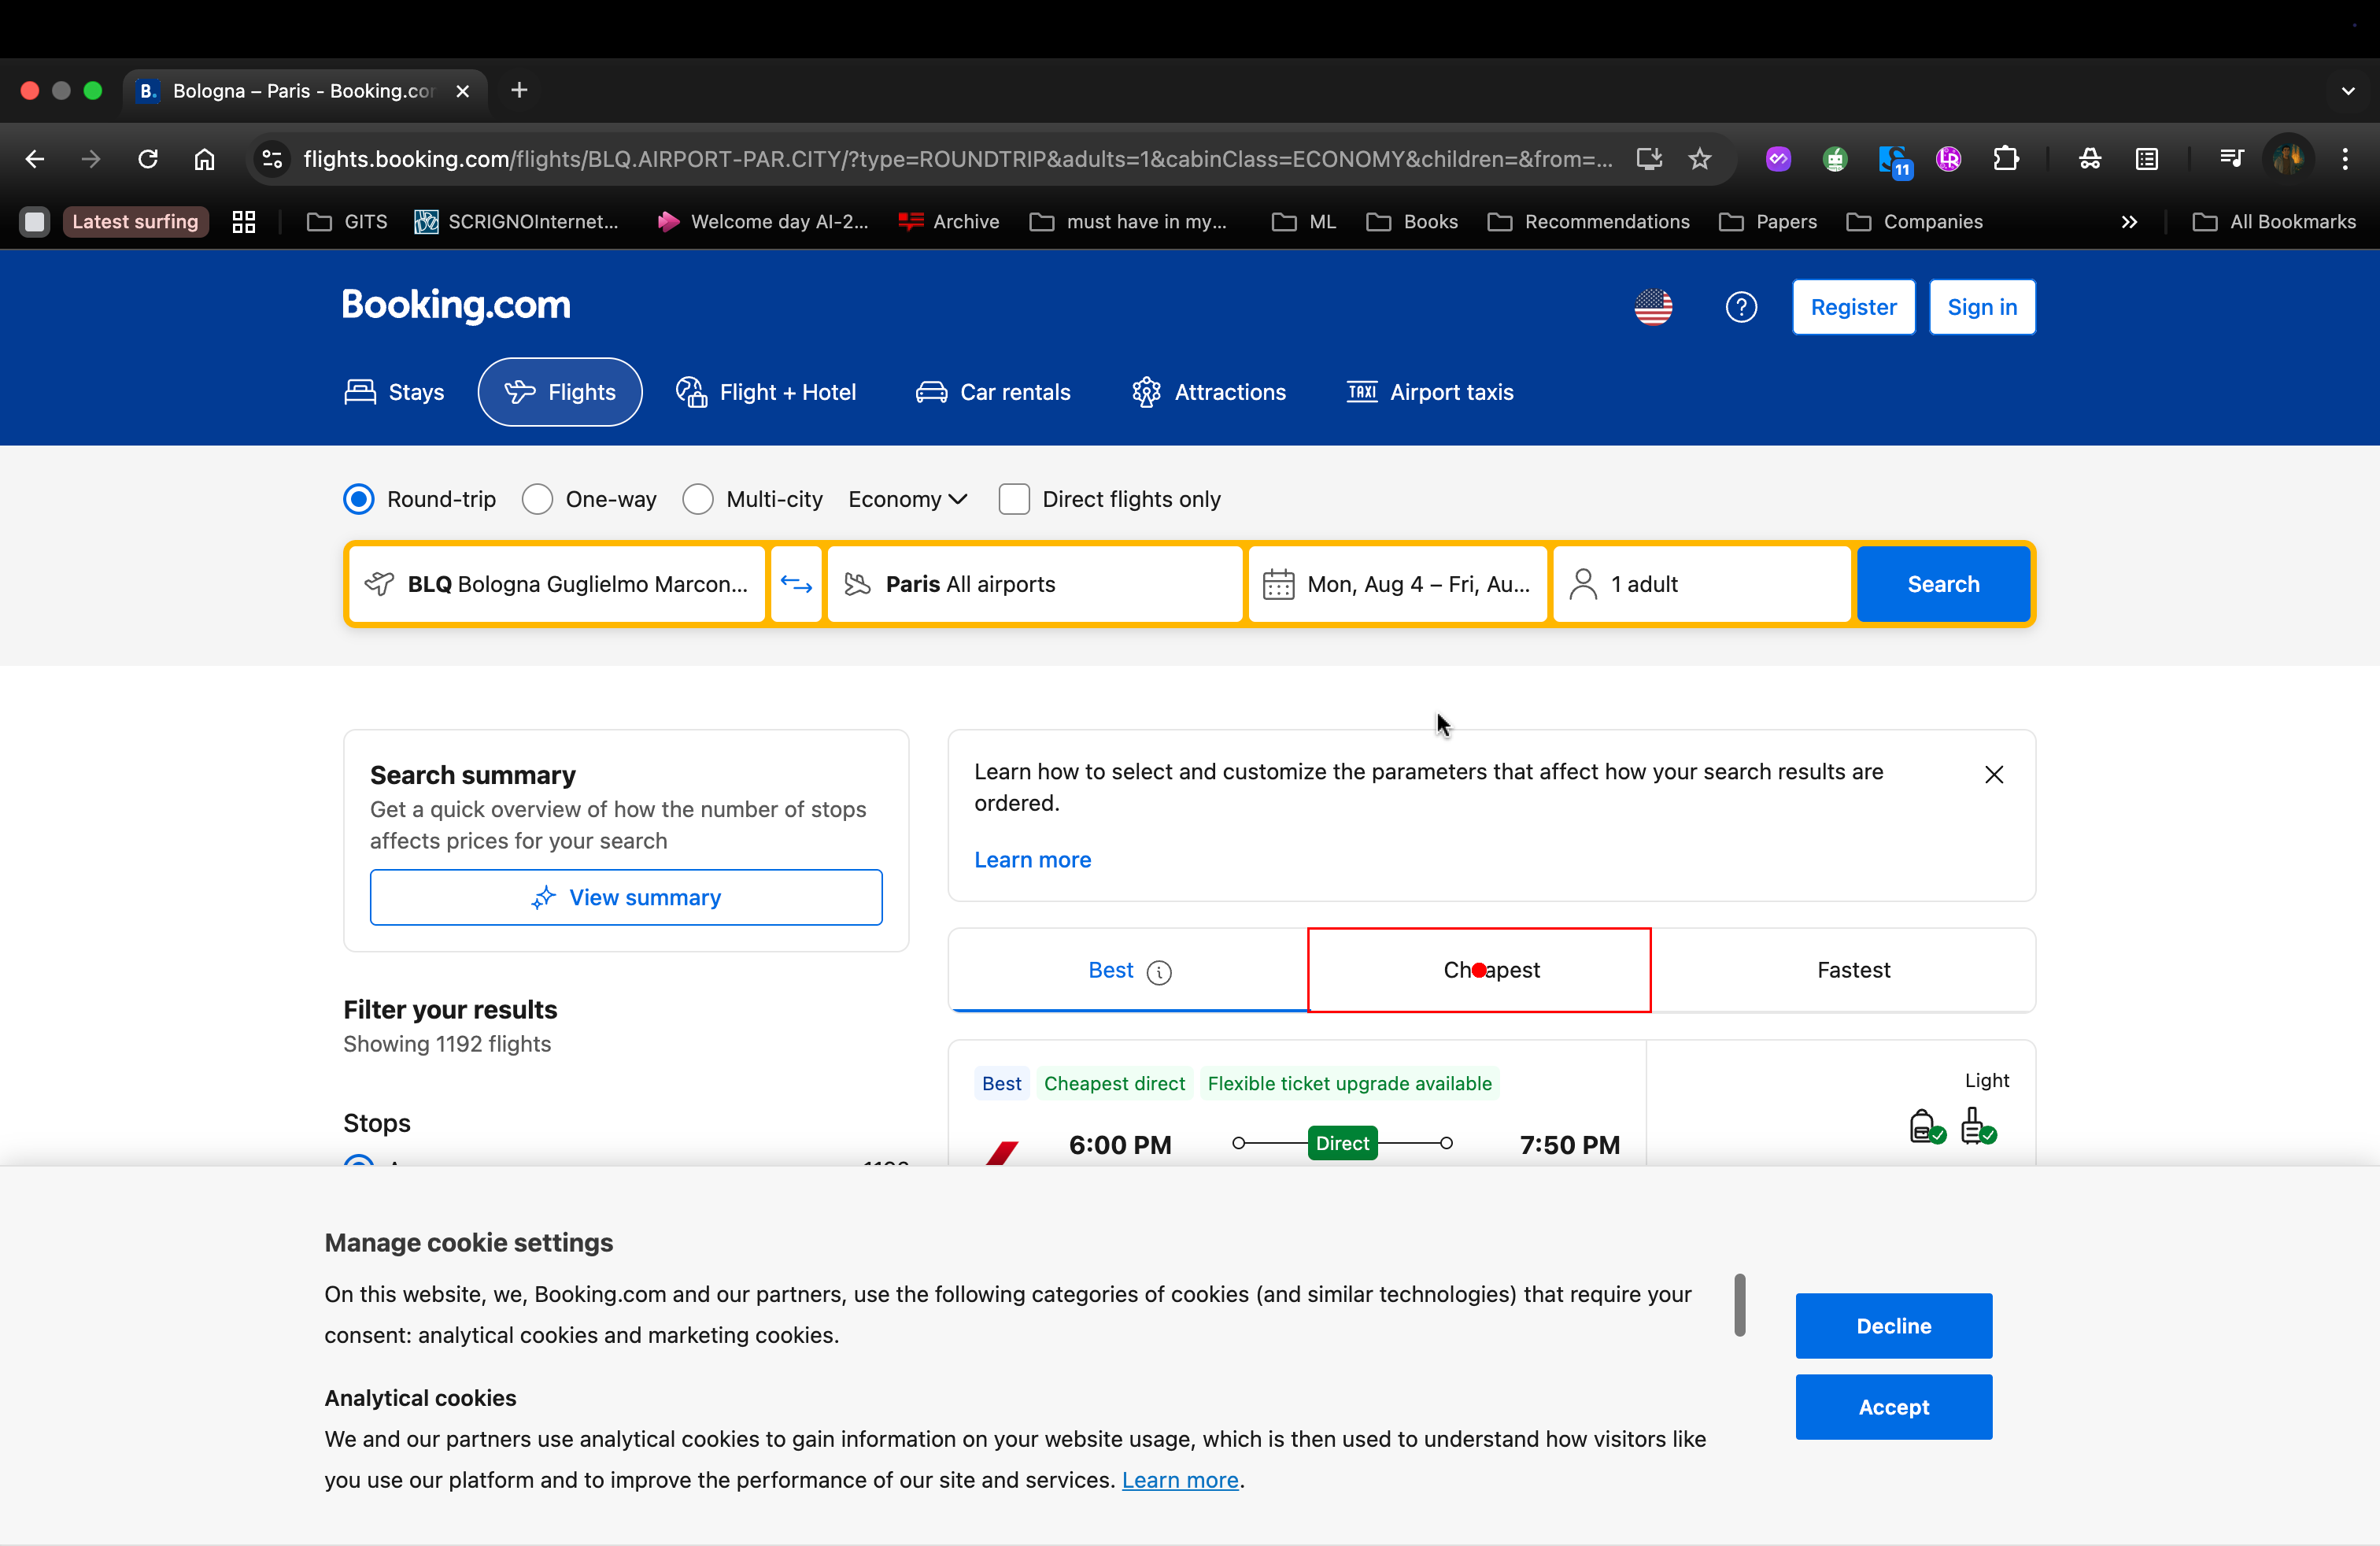 Bologna – Paris - Booking.cor
flights.booking.com/flights/BLQ.AIRPORT-PAR.CITY/?type=ROUNDTRIP&adults=1&cabinClass=ECONOMY&children=&from=...
11
Latest surfing
GITS
SCRIGNOInternet...
Welcome day AI-2...
Archive
must have in my...
ML
Books
Recommendations
Papers
Companies
All Bookmarks
Booking.com
Register
Sign in
Stays
Flights
Flight + Hotel
Car rentals
Attractions
TAXI Airport taxis
Round-trip
One-way
Multi-city
Economy
Direct flights only
BLQ Bologna Guglielmo Marcon...
Paris All airports
Mon, Aug 4 – Fri, Au...
1 adult
Search
Search summary
Get a quick overview of how the number of stops
affects prices for your search
View summary
Filter your results
Showing 1192 flights
Stops
Learn how to select and customize the parameters that affect how your search results are
ordered.
Learn more
Best
Cheapest
Fastest
Best
Cheapest direct
Flexible ticket upgrade available
Light
6:00 PM
Direct
7:50 PM
Manage cookie settings
On this website, we, Booking.com and our partners, use the following categories of cookies (and similar technologies) that require your
consent: analytical cookies and marketing cookies.
Analytical cookies
We and our partners use analytical cookies to gain information on your website usage, which is then used to understand how visitors like
you use our platform and to improve the performance of our site and services. Learn more.
Decline
Accept